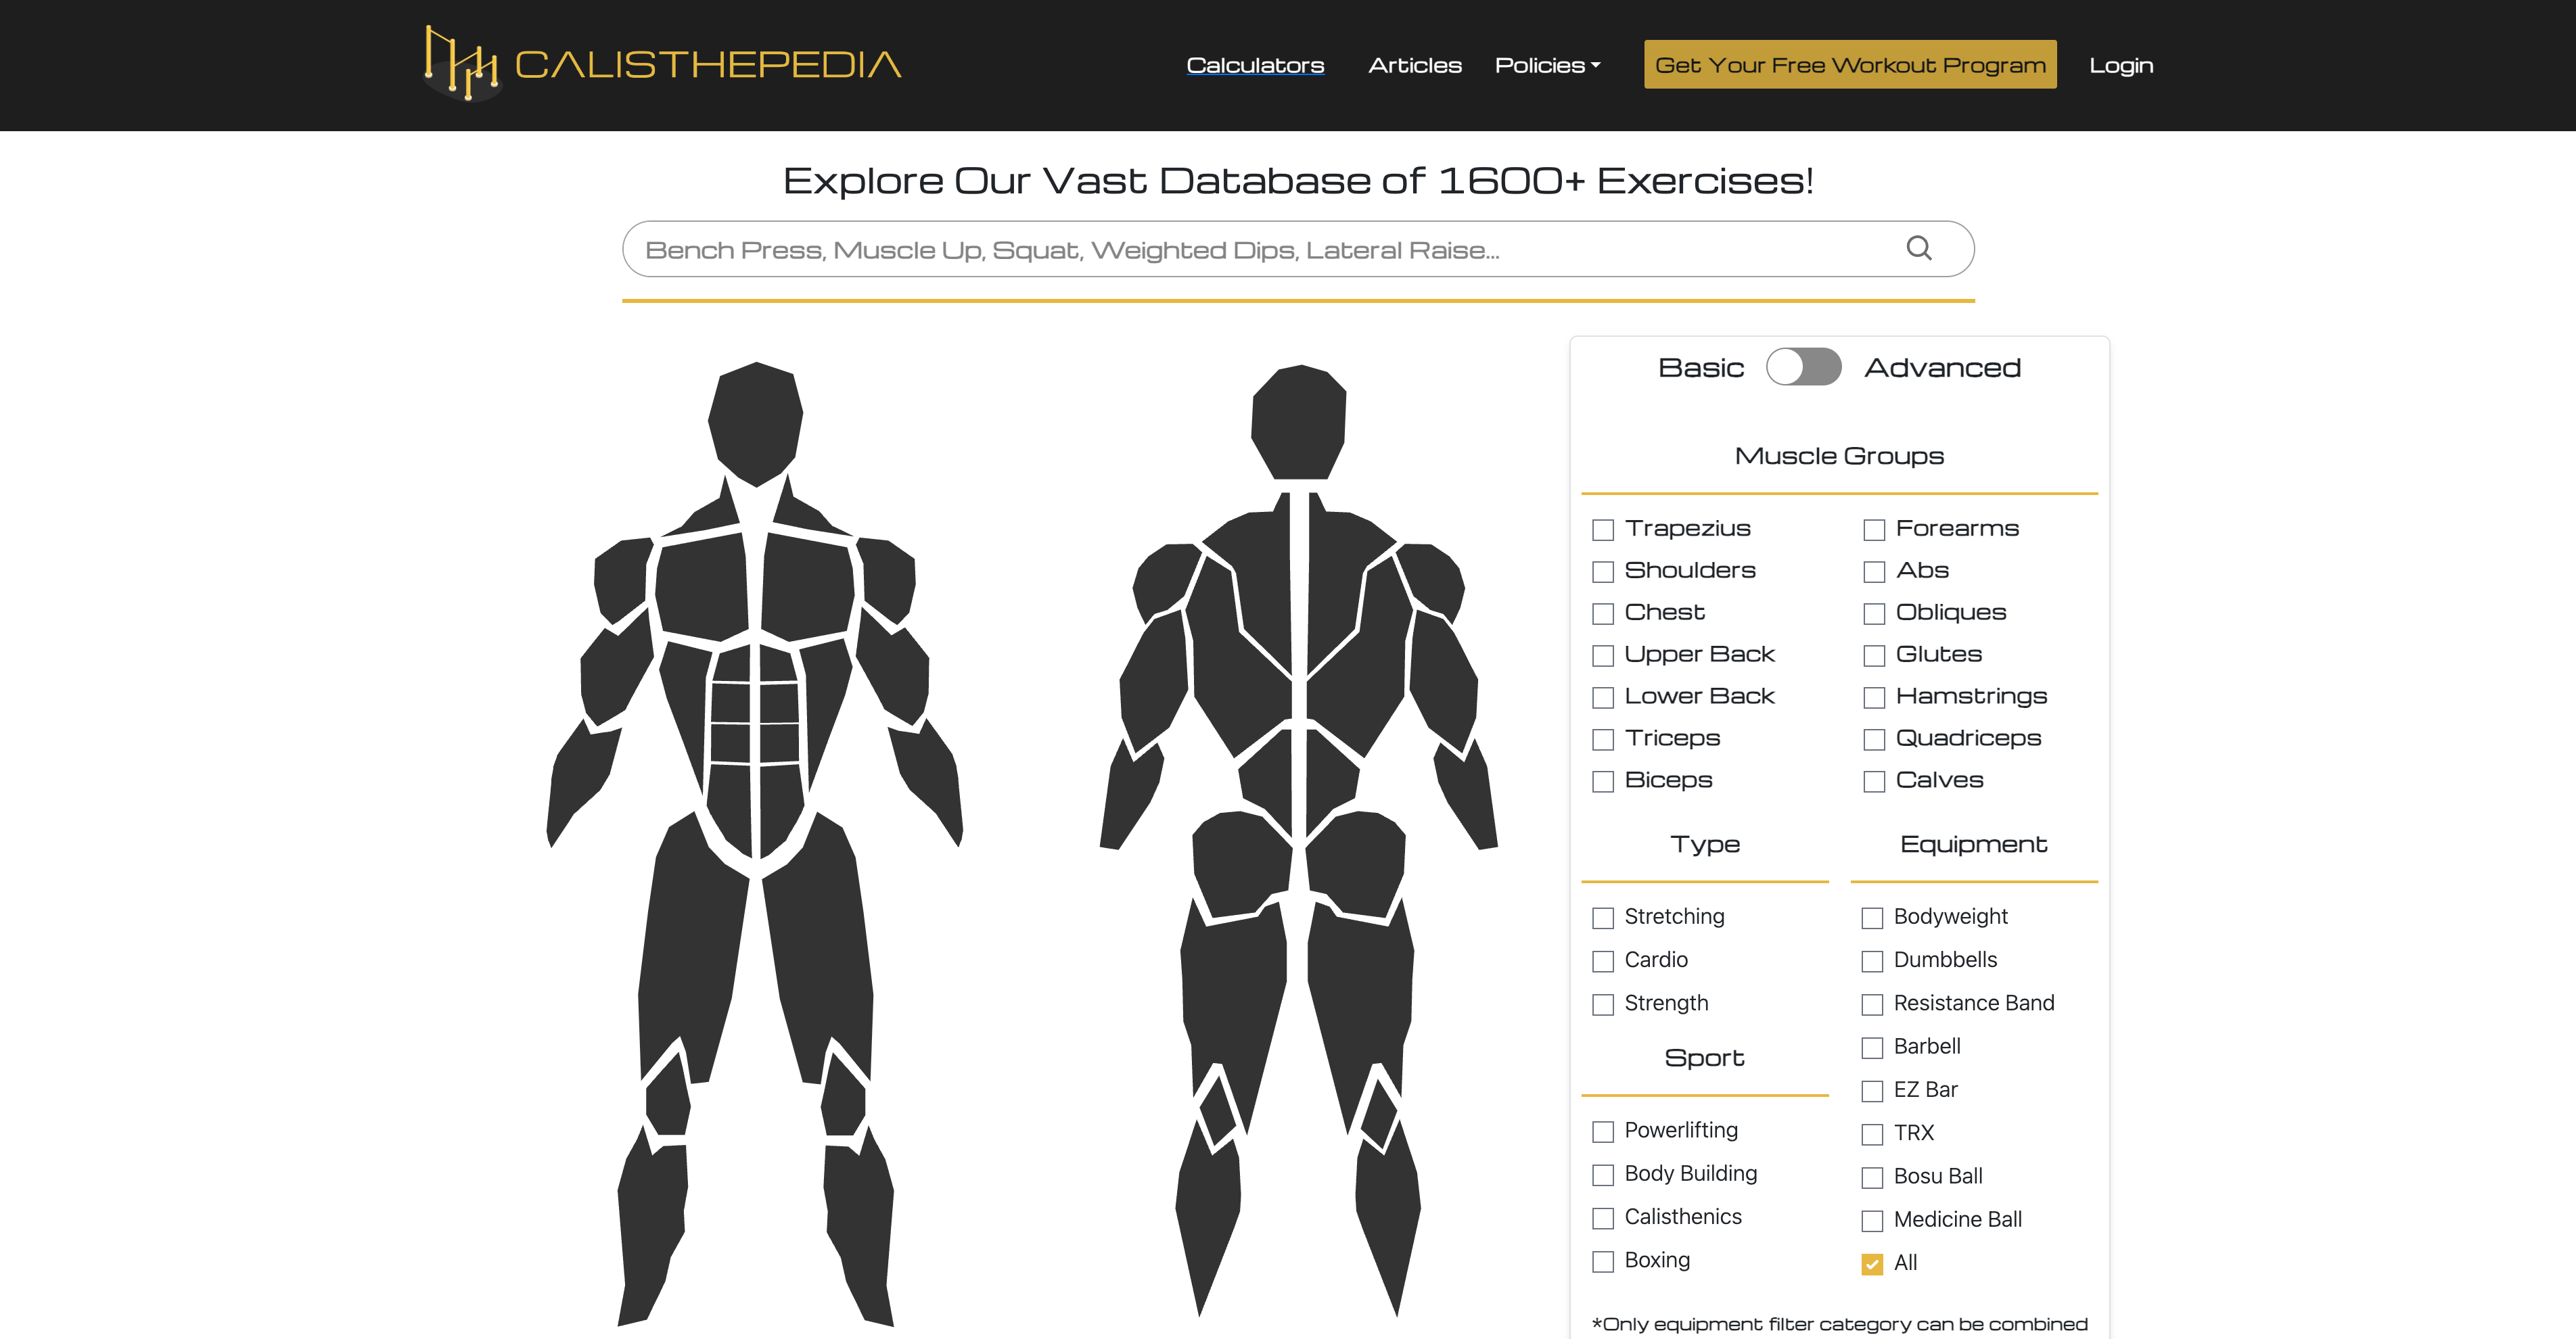 CALISTHEPEDIA
Calculators Articles Policies Get Your Free Workout Program Login
Explore Our Vast Database of 1600+ Exercises!
Bench Press, Muscle Up, Squat, Weighted Dips, Lateral Raise...
Basic Advanced
Muscle Groups
Trapezius Forearms
Shoulders Abs
Chest Obliques
Upper Back Glutes
Lower Back Hamstrings
Triceps Quadriceps
Biceps Calves
Type
Stretching
Cardio
Strength
Sport
Powerlifting
Body Building
Calisthenics
Boxing
Equipment
Bodyweight
Dumbbells
Resistance Band
Barbell
EZ Bar
TRX
Bosu Ball
Medicine Ball
All
*Only equipment filter category can be combined